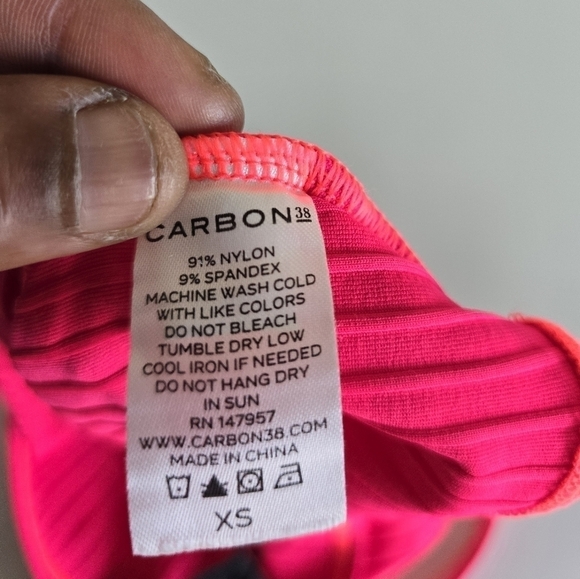 CARBON38
91% NYLON
9% SPANDEX
MACHINE WASH COLD
WITH LIKE COLORS
DO NOT BLEACH
TUMBLE DRY LOW
COOL IRON IF NEEDED
DO NOT HANG DRY
IN SUN
RN 147957
WWW.CARBON38.COM
MADE IN CHINA
XS